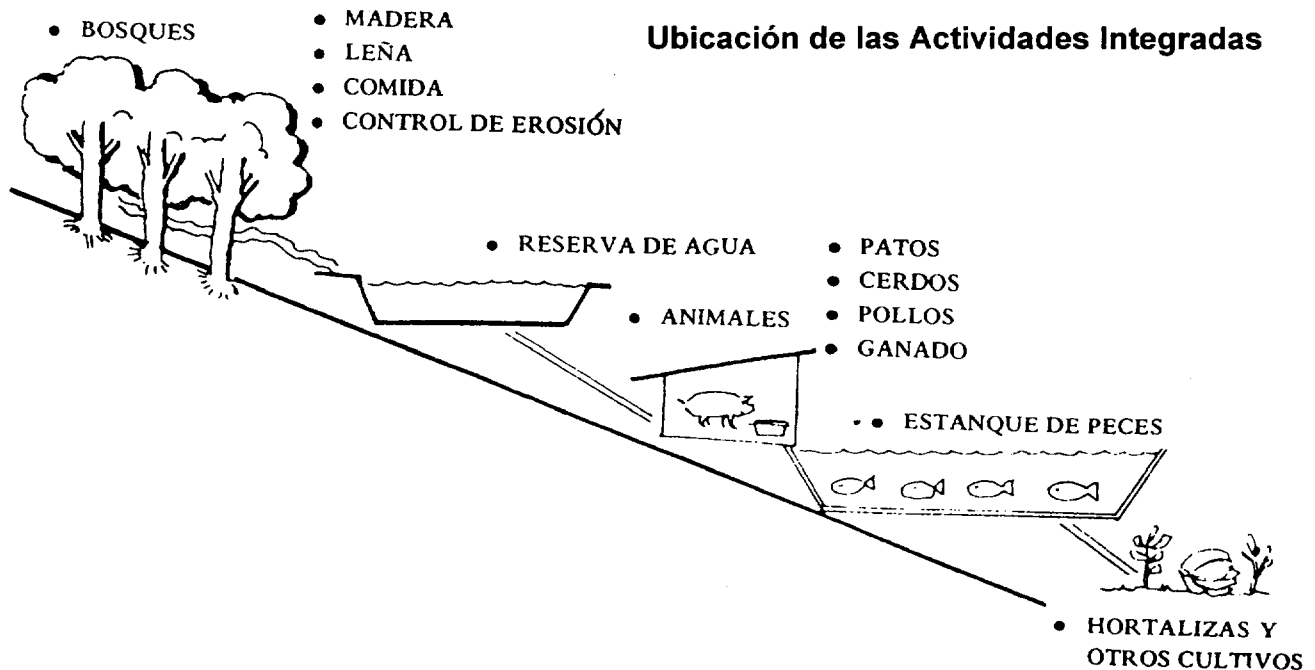 Ubicación de las Actividades Integradas
• BOSQUES
• MADERA
• LEÑA
• COMIDA
• CONTROL DE EROSIÓN
• RESERVA DE AGUA
• ANIMALES
• PATOS
• CERDOS
• POLLOS
• GANADO
• ESTANQUE DE PECES
• HORTALIZAS Y
OTROS CULTIVOS